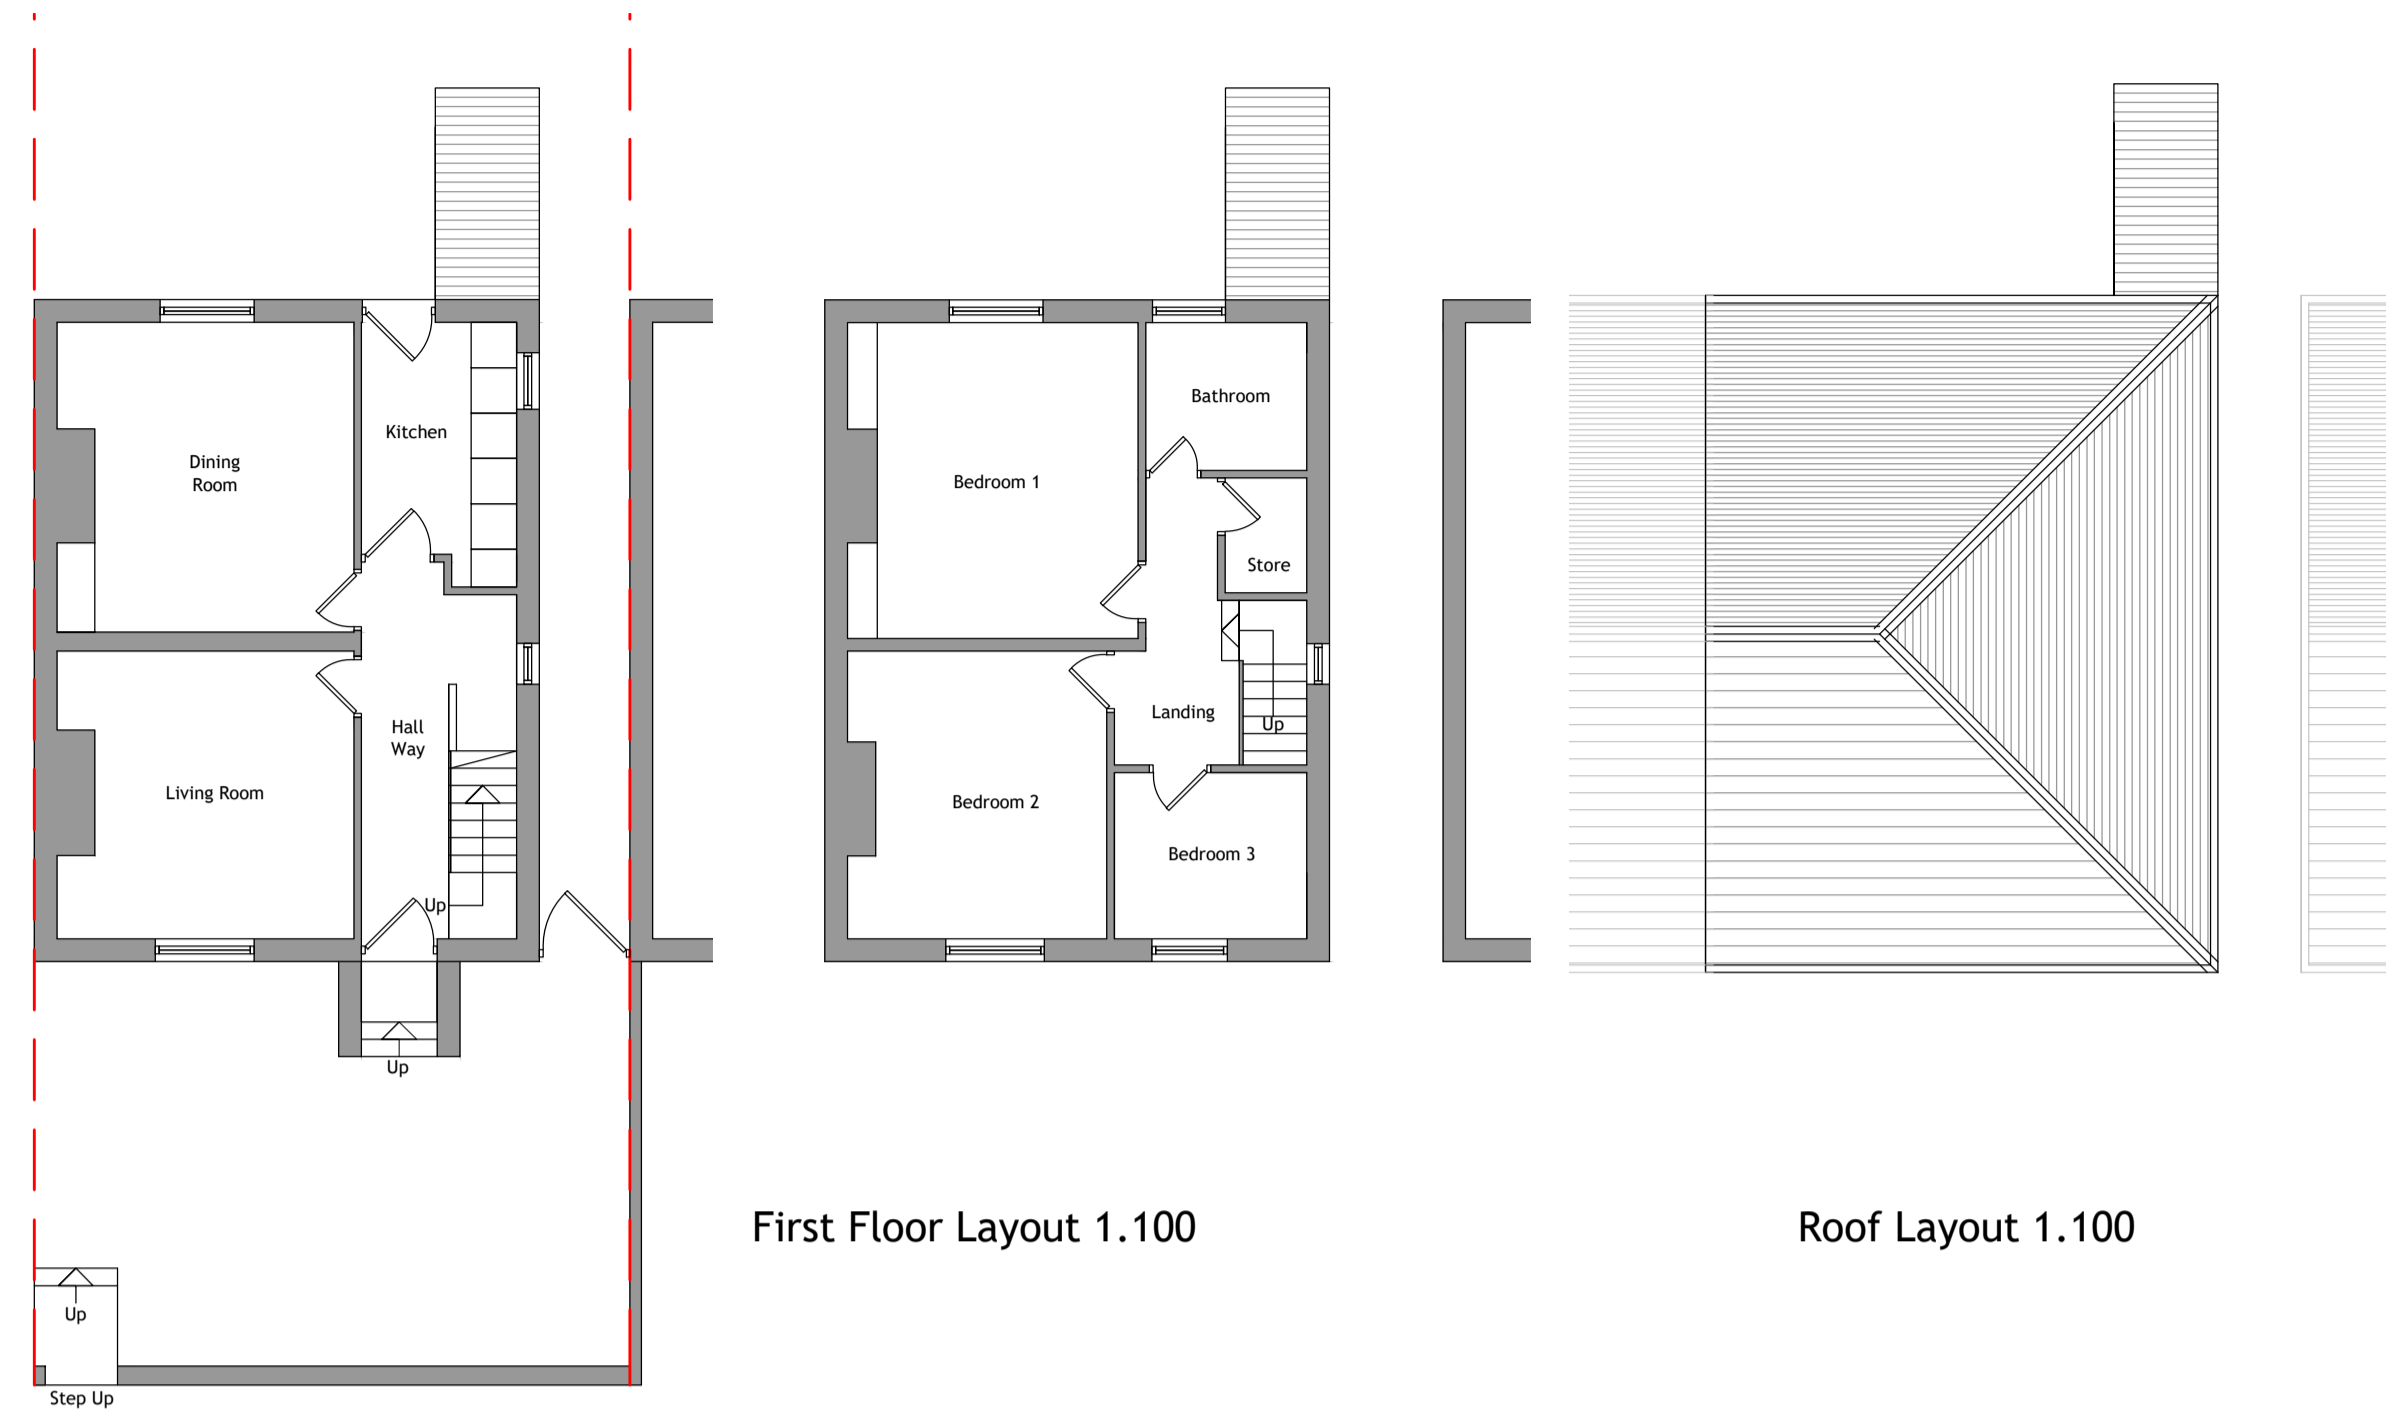 Dining
Room
Kitchen
Living Room
Hall
Way
Up
Up
Up
Step Up
Bedroom 1
Bathroom
Store
Landing
Up
Bedroom 2
Bedroom 3
First Floor Layout 1.100
Roof Layout 1.100